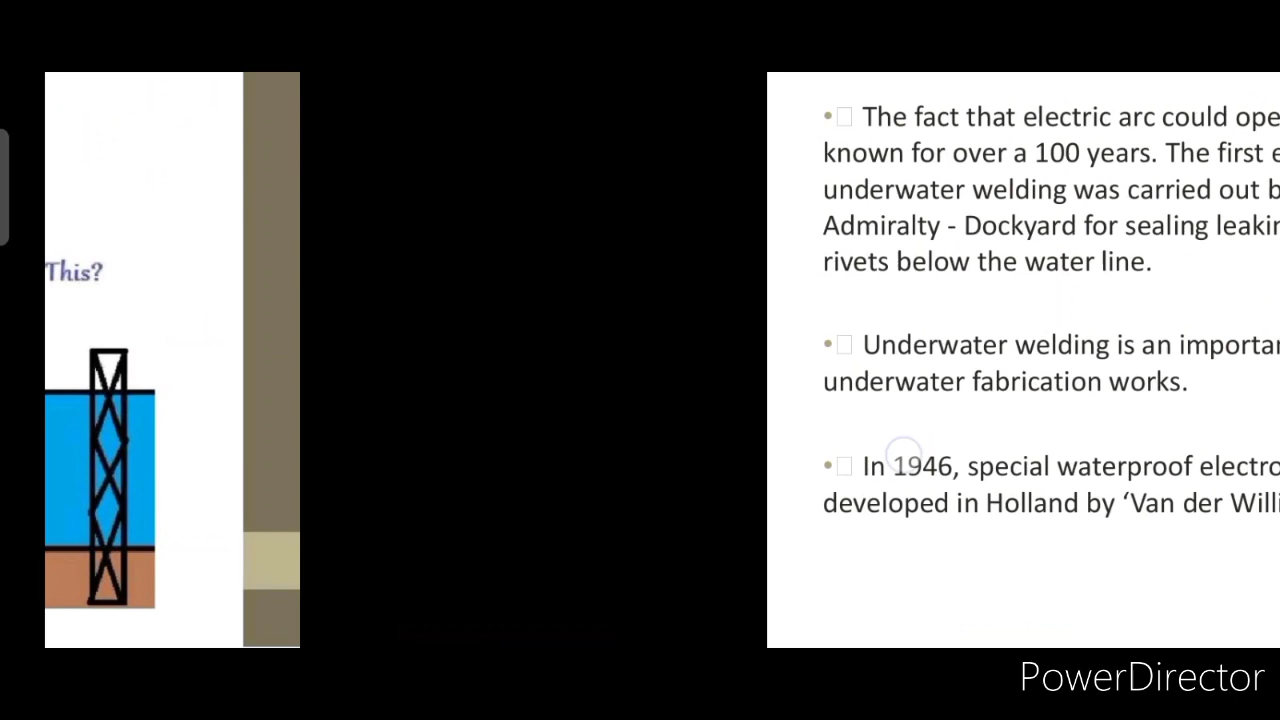 This?
• The fact that electric arc could ope
known for over a 100 years. The first e
underwater welding was carried out b
Admiralty - Dockyard for sealing leakin
rivets below the water line.
• Underwater welding is an importan
underwater fabrication works.
• In 1946, special waterproof electro
developed in Holland by ‘Van der Willi
PowerDirector